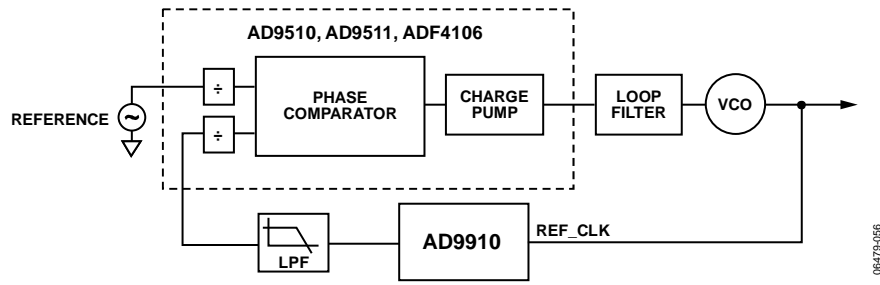 AD9510, AD9511, ADF4106
÷
PHASE
COMPARATOR
CHARGE
PUMP
LOOP
FILTER
VCO
REFERENCE
~
÷
LPF
AD9910
REF_CLK
06479-056